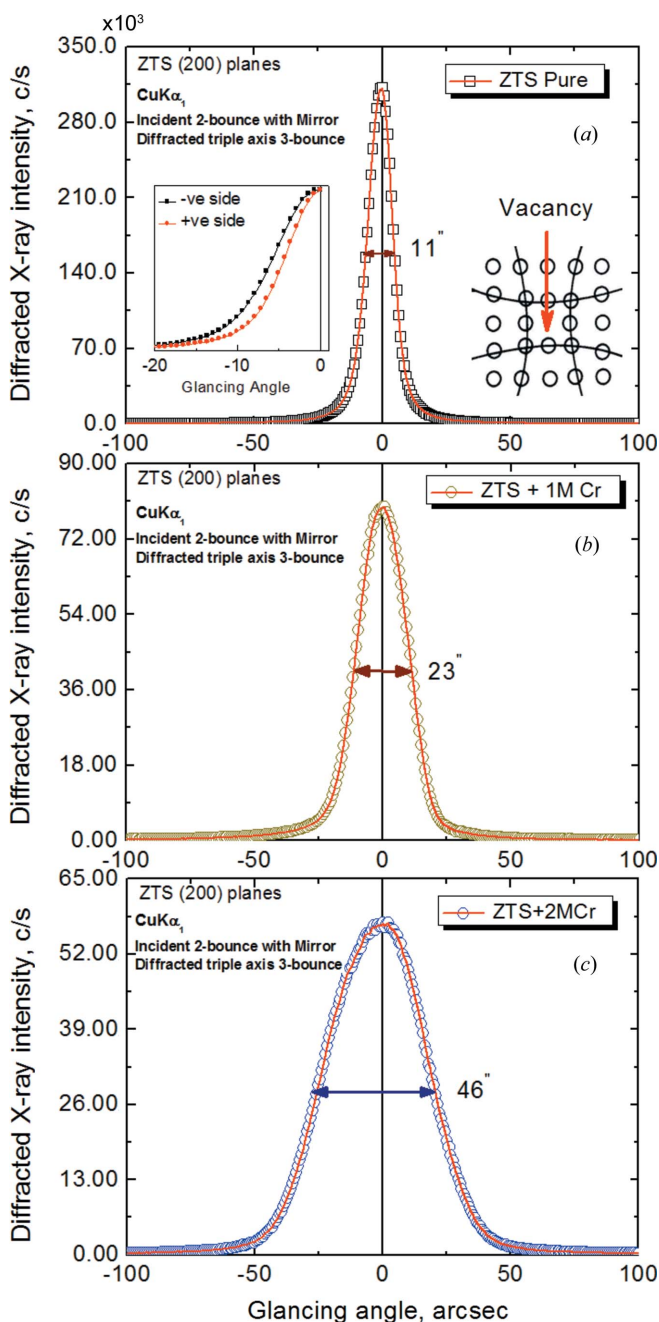 x10³
350.0
280.0
210.0
140.0
70.0
0.0
Diffracted X-ray intensity, c/s
ZTS (200) planes
CuKα₁
Incident 2-bounce with Mirror
Diffracted triple axis 3-bounce
ZTS Pure
(a)
-ve side
+ve side
-20
-10
0
Glancing Angle
11"
Vacancy
-100
-50
0
50
100
90.00
72.00
54.00
36.00
18.00
0.00
Diffracted X-ray intensity, c/s
ZTS (200) planes
CuKα₁
Incident 2-bounce with Mirror
Diffracted triple axis 3-bounce
ZTS + 1M Cr
(b)
23"
-100
-50
0
50
100
65.00
52.00
39.00
26.00
13.00
0.00
Diffracted X-ray intensity, c/s
ZTS (200) planes
CuKα₁
Incident 2-bounce with Mirror
Diffracted triple axis 3-bounce
ZTS+2MCr
(c)
46"
-100
-50
0
50
100
Glancing angle, arcsec